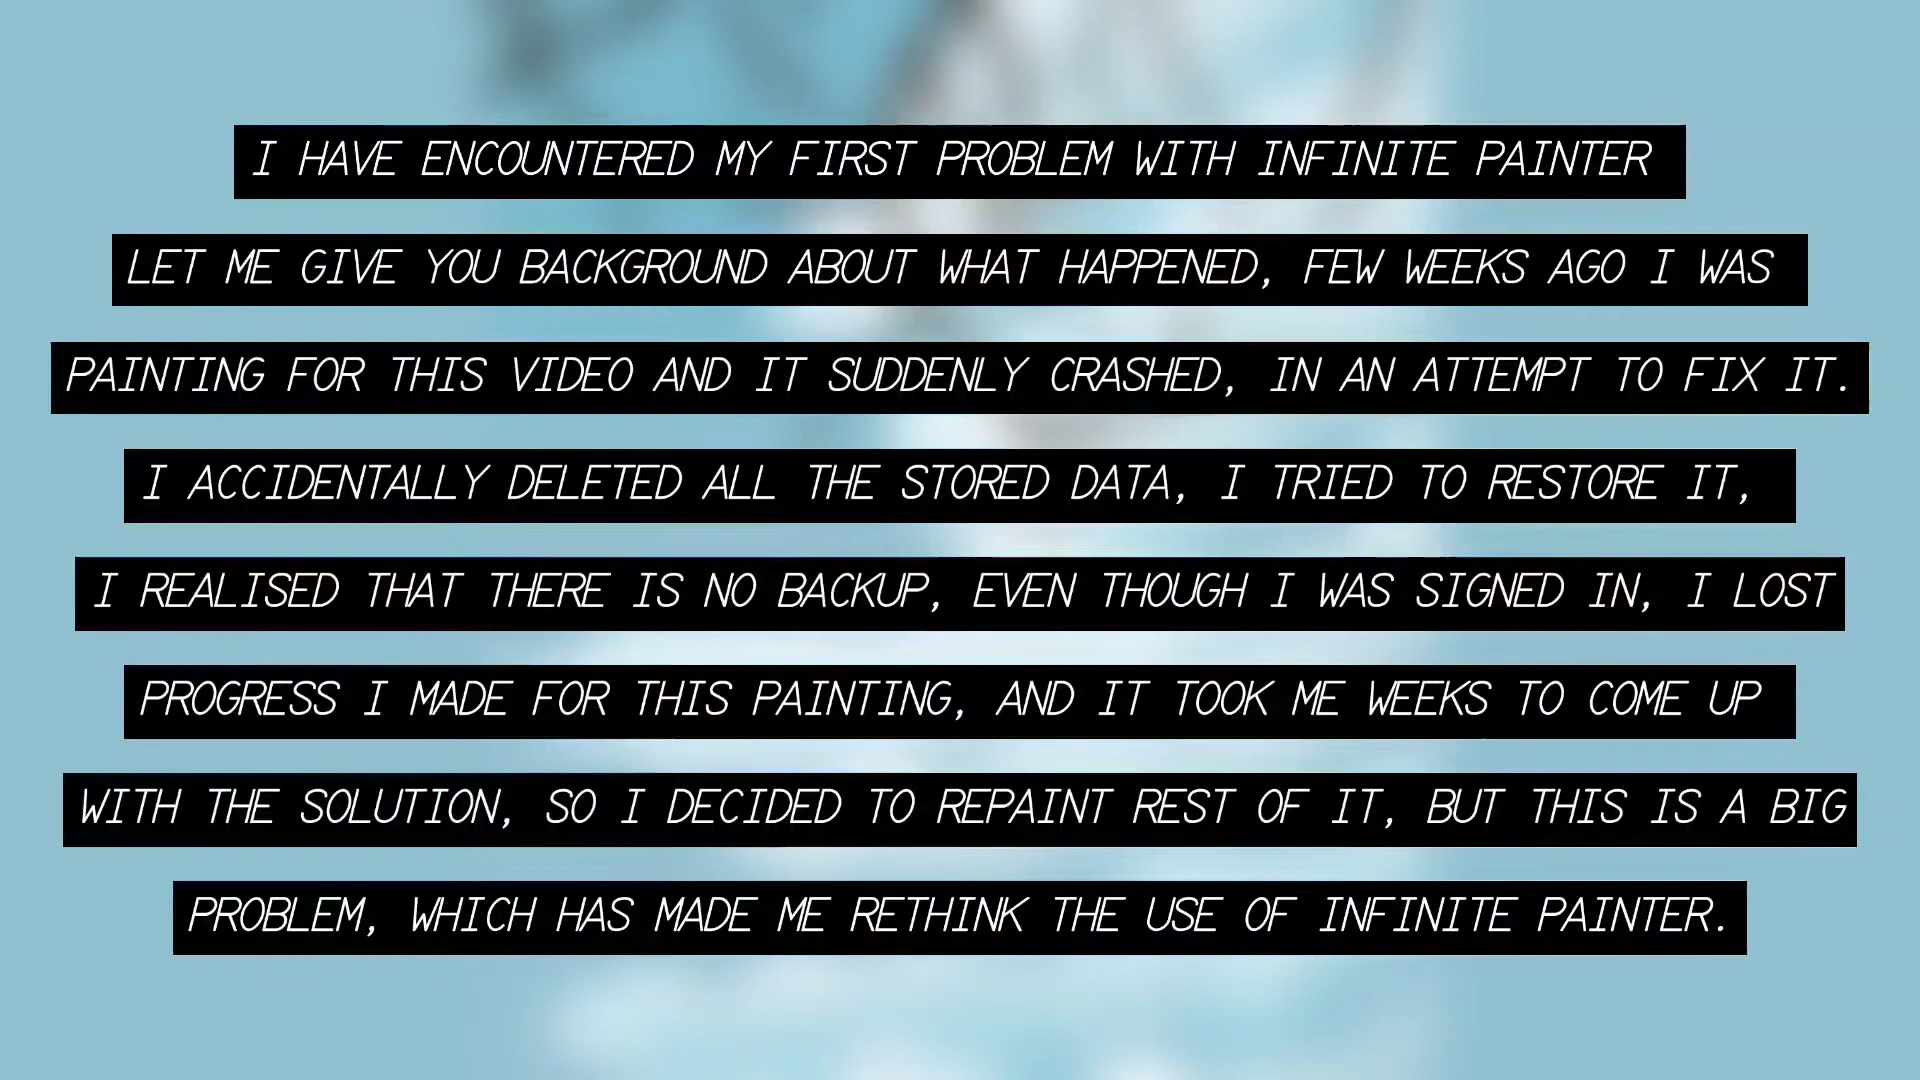 I HAVE ENCOUNTERED MY FIRST PROBLEM WITH INFINITE PAINTER
LET ME GIVE YOU BACKGROUND ABOUT WHAT HAPPENED, FEW WEEKS AGO I WAS
PAINTING FOR THIS VIDEO AND IT SUDDENLY CRASHED, IN AN ATTEMPT TO FIX IT.
I ACCIDENTALLY DELETED ALL THE STORED DATA, I TRIED TO RESTORE IT,
I REALISED THAT THERE IS NO BACKUP, EVEN THOUGH I WAS SIGNED IN, I LOST
PROGRESS I MADE FOR THIS PAINTING, AND IT TOOK ME WEEKS TO COME UP
WITH THE SOLUTION, SO I DECIDED TO REPAINT REST OF IT, BUT THIS IS A BIG
PROBLEM, WHICH HAS MADE ME RETHINK THE USE OF INFINITE PAINTER.